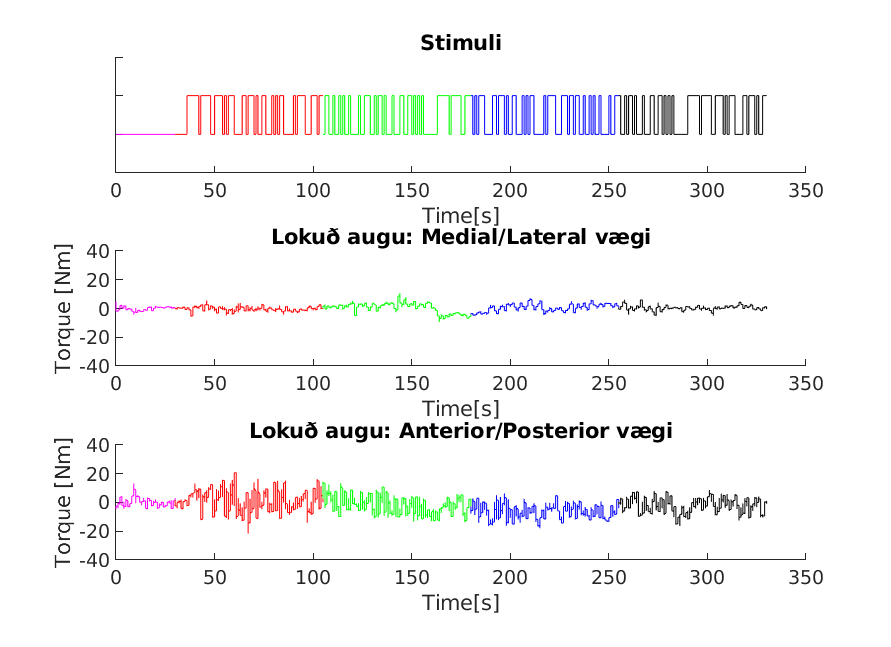 Stimuli
0 50 100 150 200 250 300 350
Time[s]
Lokuð augu: Medial/Lateral vægi
Torque [Nm]
40
20
0
-20
-40
0 50 100 150 200 250 300 350
Time[s]
Lokuð augu: Anterior/Posterior vægi
Torque [Nm]
40
20
0
-20
-40
0 50 100 150 200 250 300 350
Time[s]